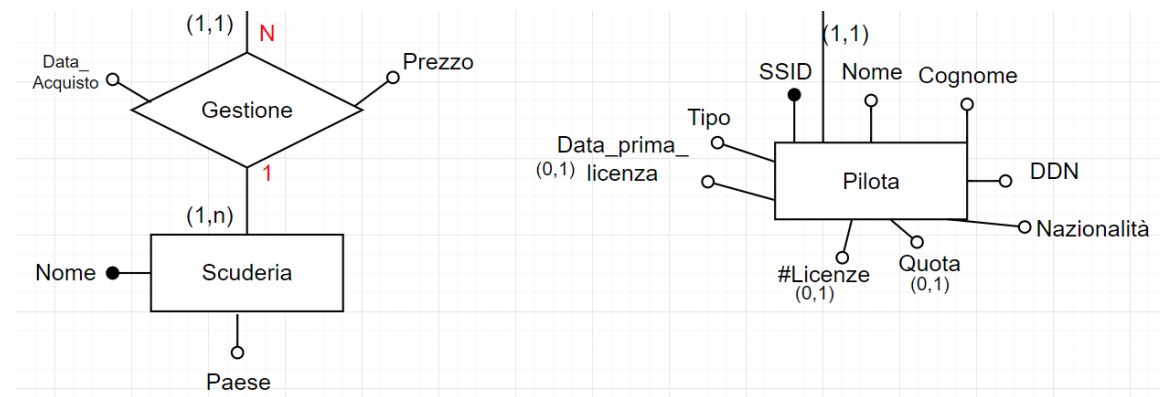 (1,1)
N
Data_
Acquisto
Prezzo
Gestione
1
(1,n)
Nome
Scuderia
Paese
(1,1)
SSID
Nome
Cognome
Tipo
Data_prima_
(0,1) licenza
Pilota
DDN
Nazionalità
#Licenze
(0,1)
Quota
(0,1)